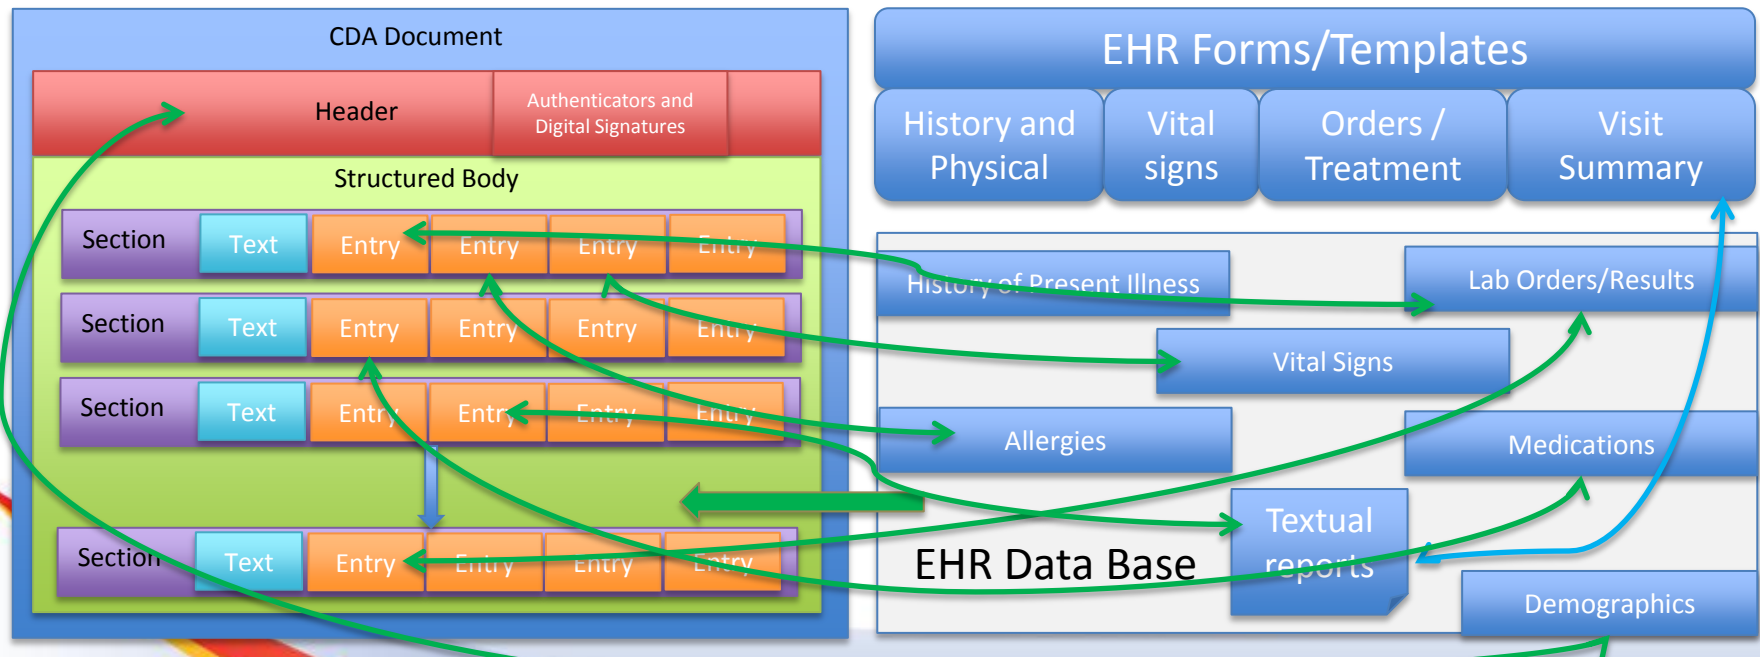 CDA Document
Header
Authenticators and
Digital Signatures
Structured Body
Section Text Entry Entry Entry Entry
Section Text Entry Entry Entry Entry
Section Text Entry Entry Entry Entry
Section Text Entry Entry Entry Entry
EHR Forms/Templates
History and
Physical
Vital
signs
Orders /
Treatment
Visit
Summary
History of Present Illness
Lab Orders/Results
Vital Signs
Allergies
Medications
EHR Data Base
Textual
reports
Demographics